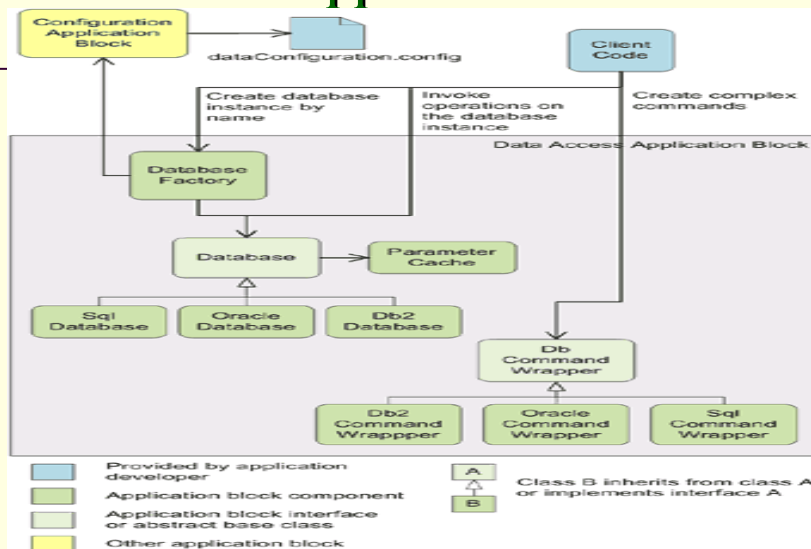 Configuration
Application
Block
dataConfiguration.config
Client
Code
Create database
instance by
name
Invoke
operations on
the database
instance
Create complex
commands
Data Access Application Block
Database
Factory
Database
Parameter
Cache
Sql
Database
Oracle
Database
Db2
Database
Db
Command
Wrapper
Db2
Command
Wrappper
Oracle
Command
Wrapper
Sql
Command
Wrapper
Provided by application
developer
Application block component
Application block interface
or abstract base class
Other application block
A
B
Class B inherits from class A
or implements interface A